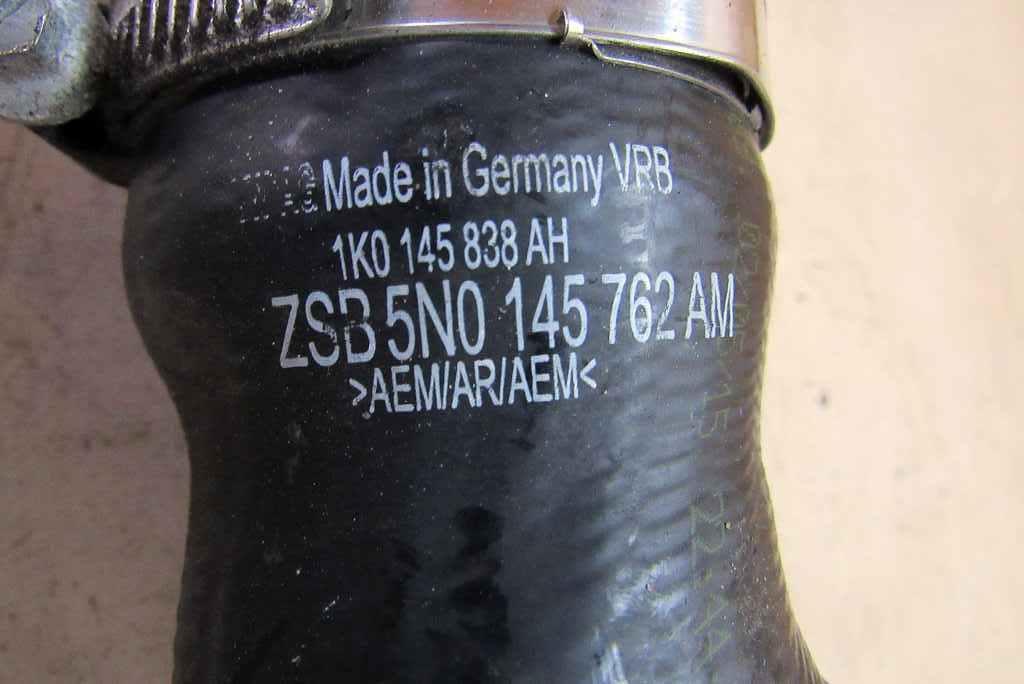 Made in Germany VRB
1K0 145 838 AH
ZSB 5N0 145 762 AM
>AEM/AR/AEM<